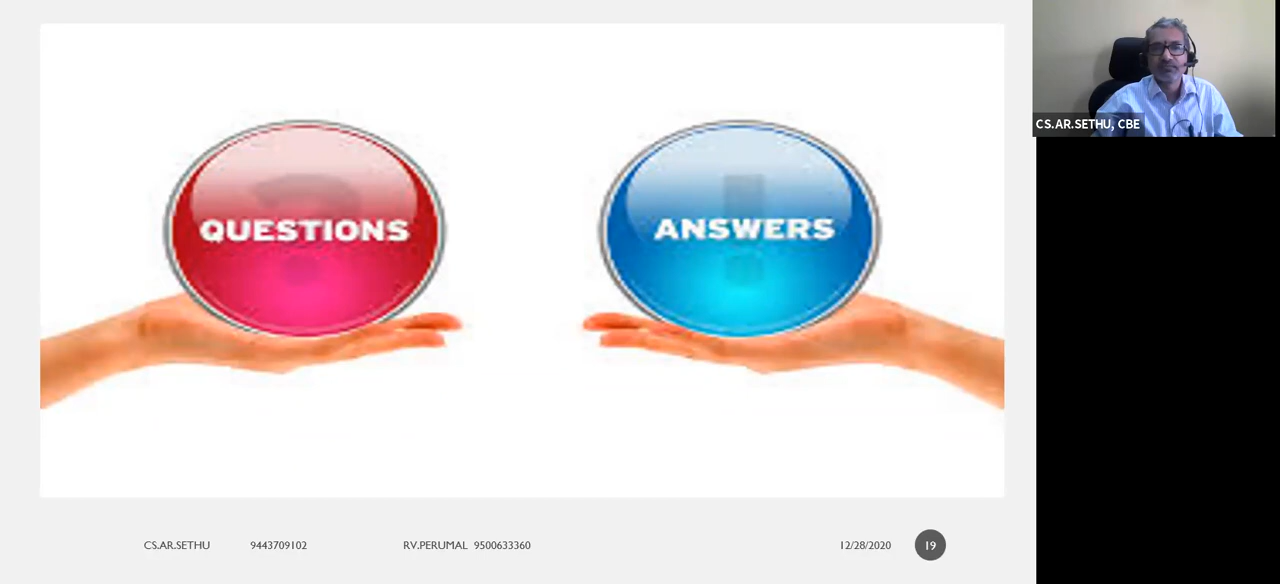 QUESTIONS
ANSWERS
CS.AR.SETHU, CBE
CS.AR.SETHU 9443709102 RV.PERUMAL 9500633360 12/28/2020 19